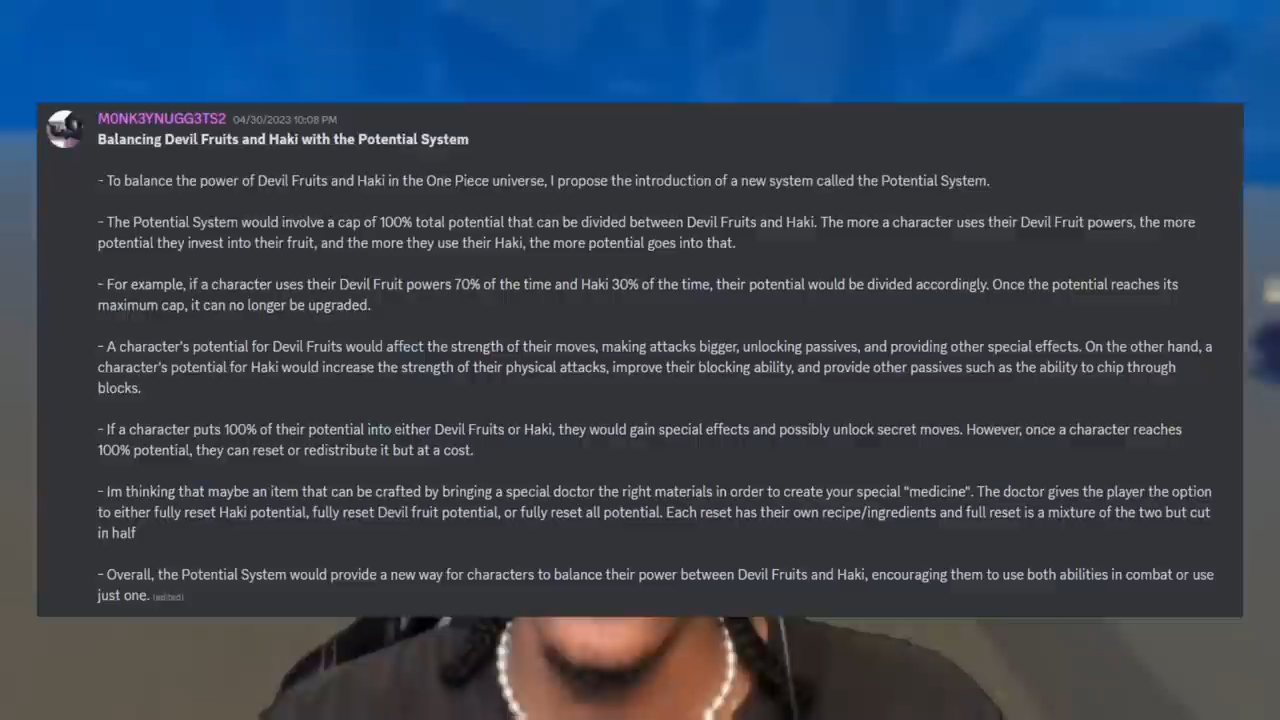 M0NK3YNUGG3TS2 04/30/2023 10:08 PM
Balancing Devil Fruits and Haki with the Potential System
- To balance the power of Devil Fruits and Haki in the One Piece universe, I propose the introduction of a new system called the Potential System.
- The Potential System would involve a cap of 100% total potential that can be divided between Devil Fruits and Haki. The more a character uses their Devil Fruit powers, the more
potential they invest into their fruit, and the more they use their Haki, the more potential goes into that.
- For example, if a character uses their Devil Fruit powers 70% of the time and Haki 30% of the time, their potential would be divided accordingly. Once the potential reaches its
maximum cap, it can no longer be upgraded.
- A character's potential for Devil Fruits would affect the strength of their moves, making attacks bigger, unlocking passives, and providing other special effects. On the other hand, a
character's potential for Haki would increase the strength of their physical attacks, improve their blocking ability, and provide other passives such as the ability to chip through
blocks.
- If a character puts 100% of their potential into either Devil Fruits or Haki, they would gain special effects and possibly unlock secret moves. However, once a character reaches
100% potential, they can reset or redistribute it but at a cost.
- Im thinking that maybe an item that can be crafted by bringing a special doctor the right materials in order to create your special "medicine". The doctor gives the player the option
to either fully reset Haki potential, fully reset Devil fruit potential, or fully reset all potential. Each reset has their own recipe/ingredients and full reset is a mixture of the two but cut
in half
- Overall, the Potential System would provide a new way for characters to balance their power between Devil Fruits and Haki, encouraging them to use both abilities in combat or use
just one. (edited)